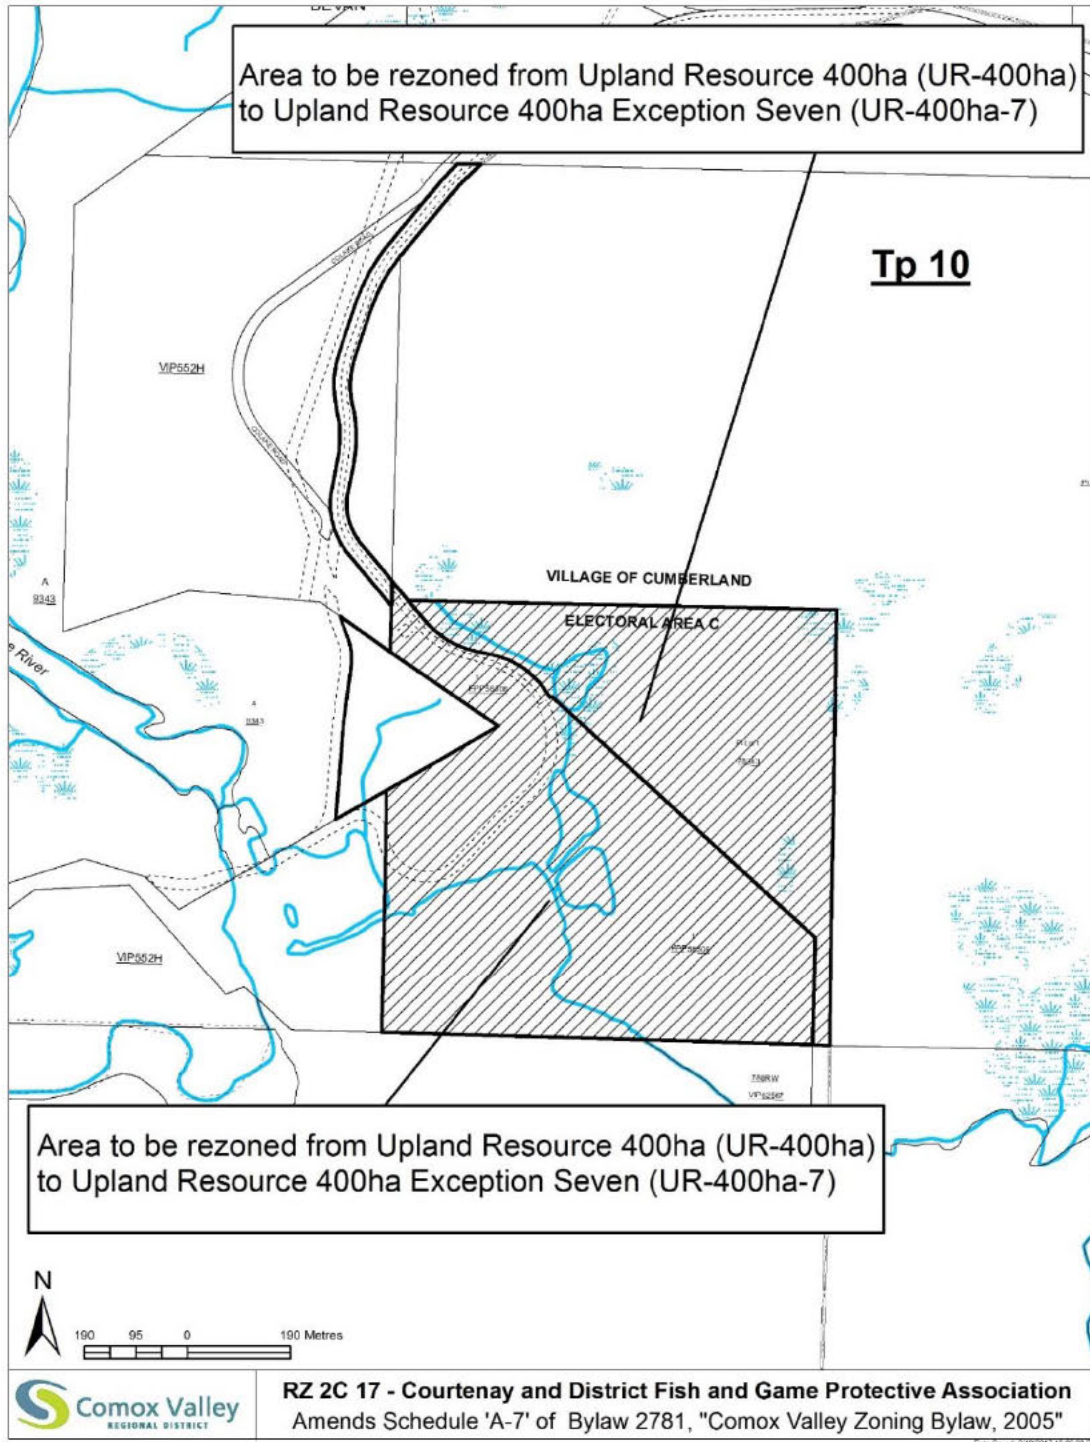 BEVAN
Area to be rezoned from Upland Resource 400ha (UR-400ha)
to Upland Resource 400ha Exception Seven (UR-400ha-7)
Tp 10
VIP552H
A
9343
VILLAGE OF CUMBERLAND
ELECTORAL AREA C
e River
A
9343
VIP552H
Area to be rezoned from Upland Resource 400ha (UR-400ha)
to Upland Resource 400ha Exception Seven (UR-400ha-7)
N
190 95 0 190 Metres
Comox Valley
REGIONAL DISTRICT
RZ 2C 17 - Courtenay and District Fish and Game Protective Association
Amends Schedule 'A-7' of Bylaw 2781, "Comox Valley Zoning Bylaw, 2005"